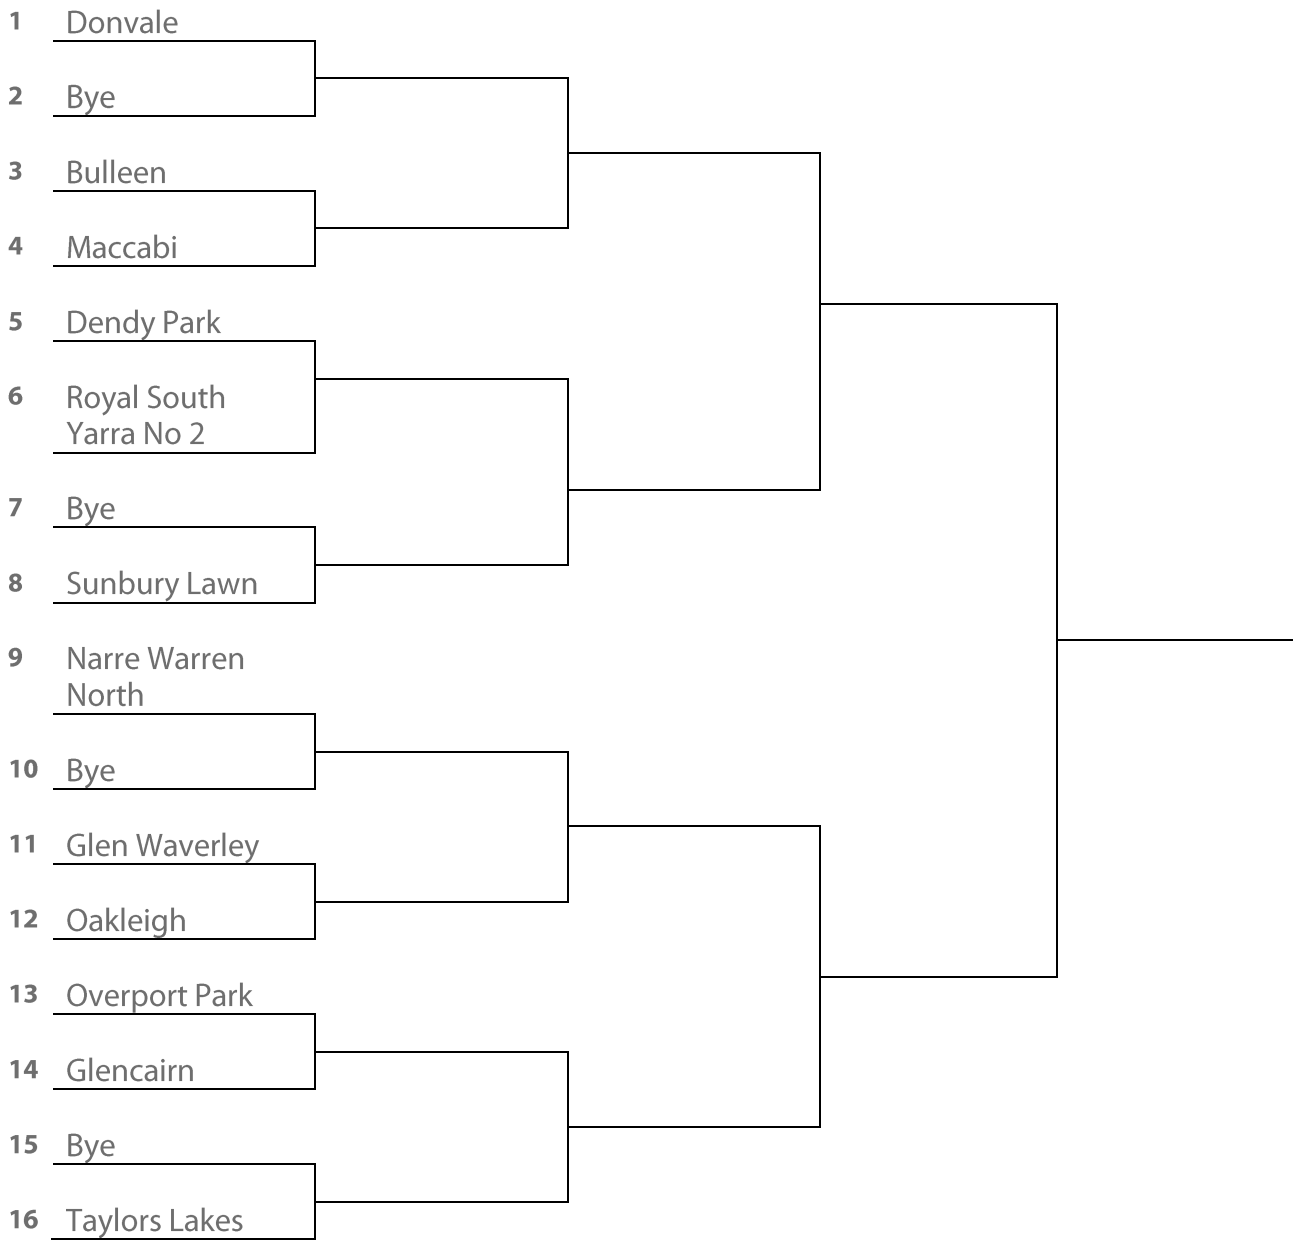 1 Donvale
2 Bye
3 Bulleen
4 Maccabi
5 Dendy Park
6 Royal South
Yarra No 2
7 Bye
8 Sunbury Lawn
9 Narre Warren
North
10 Bye
11 Glen Waverley
12 Oakleigh
13 Overport Park
14 Glencairn
15 Bye
16 Taylors Lakes